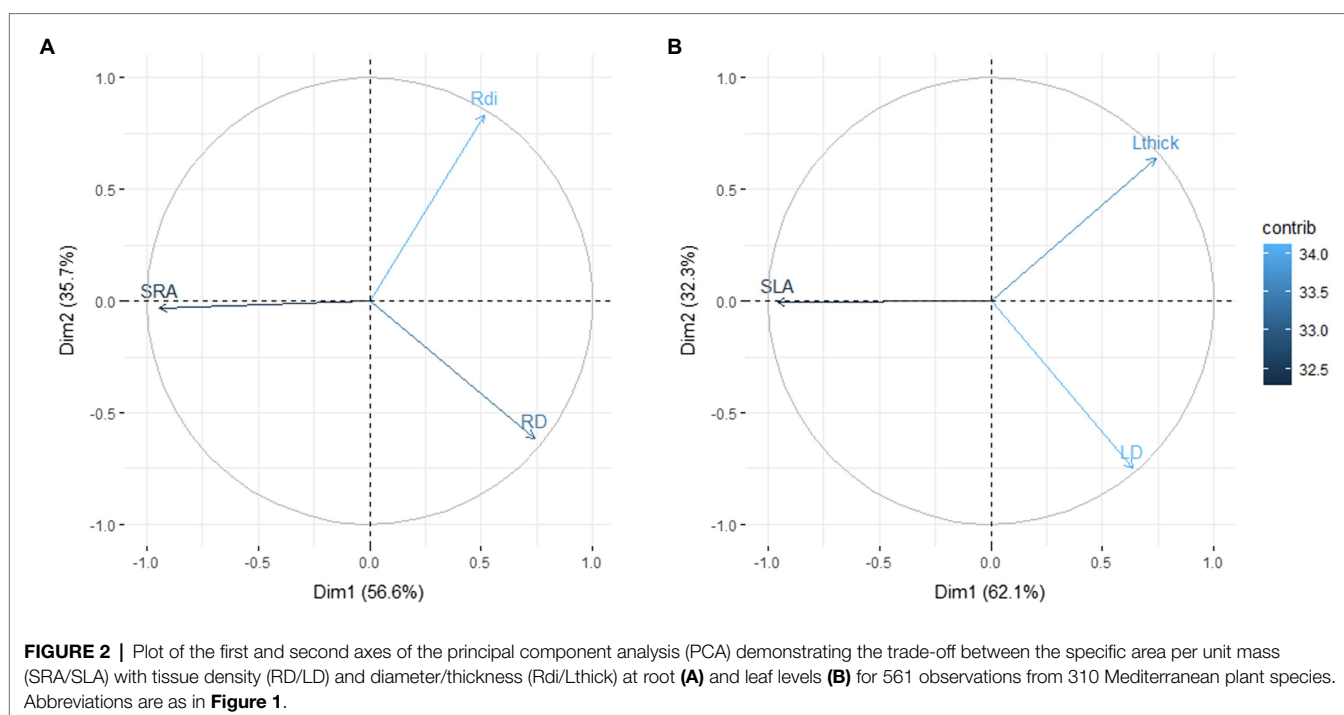 A
1.0
0.5
0.0
-0.5
-1.0
Dim2 (35.7%)
Rdi
SRA
RD
-1.0 -0.5 0.0 0.5 1.0
Dim1 (56.6%)
B
1.0
0.5
0.0
-0.5
-1.0
Dim2 (32.3%)
Lthick
SLA
LD
-1.0 -0.5 0.0 0.5 1.0
Dim1 (62.1%)
contrib
34.0
33.5
33.0
32.5
FIGURE 2 | Plot of the first and second axes of the principal component analysis (PCA) demonstrating the trade-off between the specific area per unit mass
(SRA/SLA) with tissue density (RD/LD) and diameter/thickness (Rdi/Lthick) at root (A) and leaf levels (B) for 561 observations from 310 Mediterranean plant species.
Abbreviations are as in Figure 1.